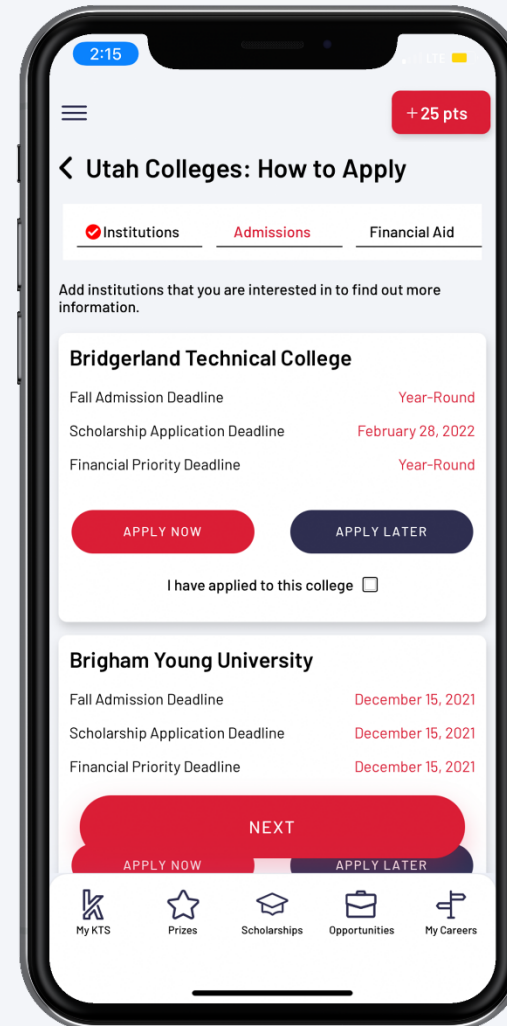 2:15
LTE
+25 pts
Utah Colleges: How to Apply
Institutions Admissions Financial Aid
Add institutions that you are interested in to find out more
information.
Bridgerland Technical College
Fall Admission Deadline Year-Round
Scholarship Application Deadline February 28, 2022
Financial Priority Deadline Year-Round
APPLY NOW APPLY LATER
I have applied to this college
Brigham Young University
Fall Admission Deadline December 15, 2021
Scholarship Application Deadline December 15, 2021
Financial Priority Deadline December 15, 2021
NEXT
APPLY NOW APPLY LATER
My KTS Prizes Scholarships Opportunities My Careers